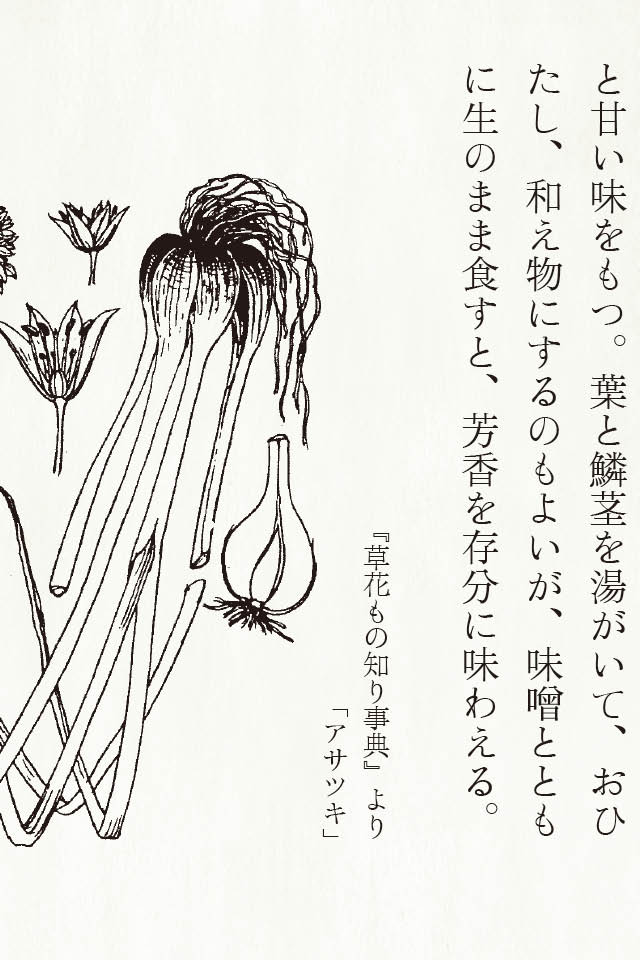 と甘い味をもつ。葉と鱗茎を湯がいて、おひ
たし、和え物にするのもよいが、味噌ととも
に生のまま食すと、芳香を存分に味わえる。
『草花もの知り事典』より
「アサツキ」